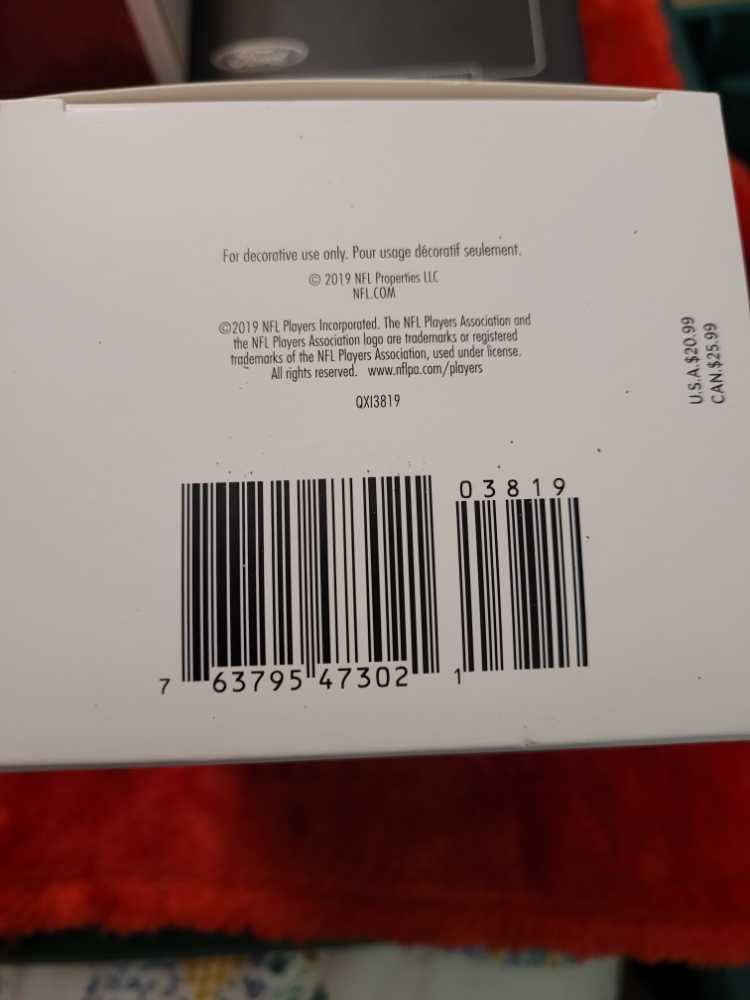 Ford
For decorative use only. Pour usage décoratif seulement.
© 2019 NFL Properties LLC
NFL.COM
©2019 NFL Players Incorporated. The NFL Players Association and
the NFL Players Association logo are trademarks or registered
trademarks of the NFL Players Association, used under license.
All rights reserved. www.nflpa.com/players
QXI3819
U.S.A.$20.99
CAN.$25.99
03819
7 63795 47302 1